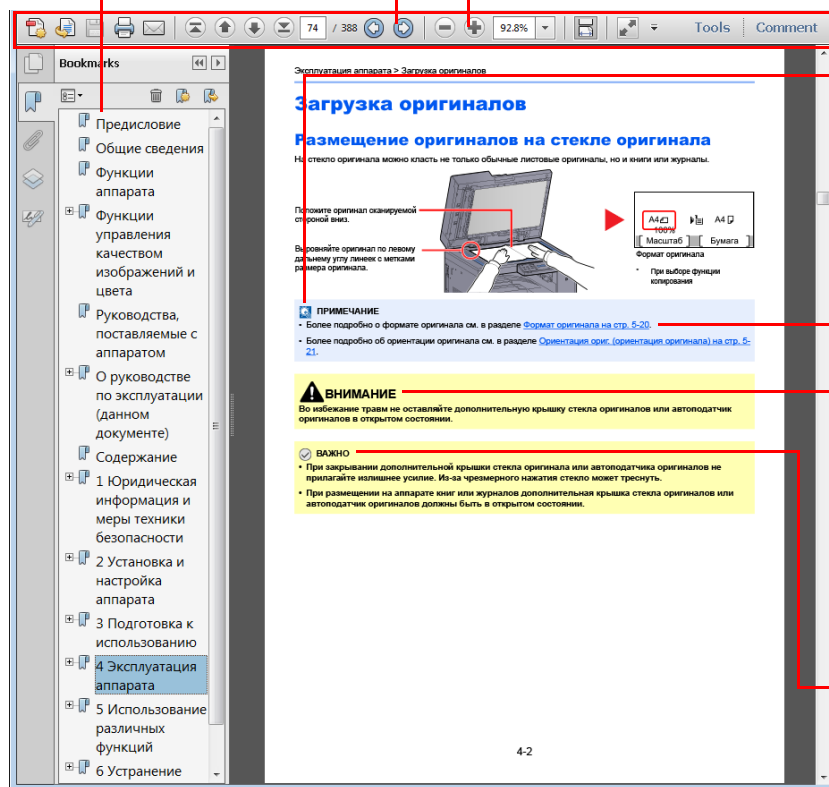 74 / 388 92.8% Tools Comment
Bookmarks
Предисловие
Общие сведения
Функции
аппарата
Функции
управления
качеством
изображений и
цвета
Руководства,
поставляемые с
аппаратом
О руководстве
по эксплуатации
(данном
документе)
Содержание
1 Юридическая
информация и
меры техники
безопасности
2 Установка и
настройка
аппарата
3 Подготовка к
использованию
4 Эксплуатация
аппарата
5 Использование
различных
функций
6 Устранение
Эксплуатация аппарата > Загрузка оригиналов
Загрузка оригиналов
Размещение оригиналов на стекле оригинала
На стекло оригинала можно класть не только обычные листовые оригиналы, но и книги или журналы.
Положите оригинал сканируемой
стороной вниз.
Выровняйте оригинал по левому
дальнему углу линеек с метками
размера оригинала.
A4 A4
100%
Масштаб Бумага
Формат оригинала
* При выборе функции
копирования
ПРИМЕЧАНИЕ
• Более подробно о формате оригинала см. в разделе Формат оригинала на стр. 5-20.
• Более подробно об ориентации оригинала см. в разделе Ориентация ориг. (ориентация оригинала) на стр. 5-
21.
ВНИМАНИЕ
Во избежание травм не оставляйте дополнительную крышку стекла оригиналов или автоподатчик
оригиналов в открытом состоянии.
ВАЖНО
• При закрывании дополнительной крышки стекла оригинала или автоподатчика оригиналов не
прилагайте излишнее усилие. Из-за чрезмерного нажатия стекло может треснуть.
• При размещении на аппарате книг или журналов дополнительная крышка стекла оригиналов или
автоподатчик оригиналов должны быть в открытом состоянии.
4-2